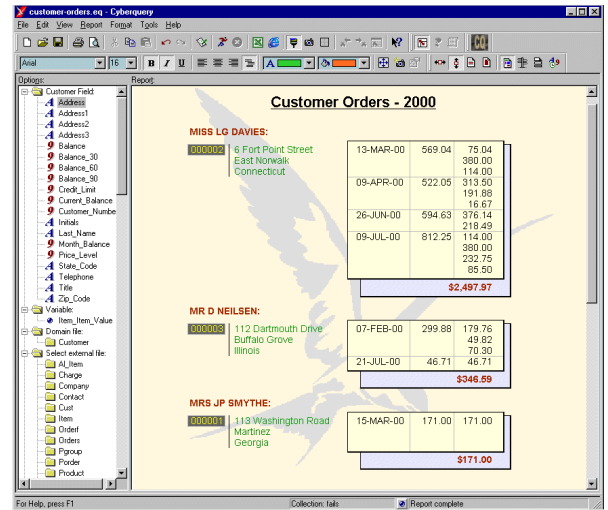 customer-orders.eq - Cyberquery
File Edit View Report Format Tools Help
Arial 16 B I U A
Options: Report:
Customer Field:
Address
Address1
Address2
Address3
Balance
Balance_30
Balance_60
Balance_90
Credit_Limit
Current_Balance
Customer_Numbe
Initials
Last_Name
Month_Balance
Price_Level
State_Code
Telephone
Title
Zip_Code
Variable:
Item_Item_Value
Domain file:
Customer
Select external file:
Al_Item
Charge
Company
Contact
Cust
Item
Orderf
Orders
Pgroup
Porder
Product
Customer Orders - 2000
MISS LG DAVIES:
000002 6 Fort Point Street 13-MAR-00 569.04 75.04
East Norwalk 380.00
Connecticut 114.00
09-APR-00 522.05 313.50
191.88
16.67
26-JUN-00 594.63 376.14
218.49
09-JUL-00 812.25 114.00
380.00
232.75
85.50
$2,497.97
MR D NEILSEN:
000003 112 Dartmouth Drive 07-FEB-00 299.88 179.76
Buffalo Grove 49.82
Illinois 70.30
21-JUL-00 46.71 46.71
$346.59
MRS JP SMYTHE:
000001 113 Washington Road 15-MAR-00 171.00 171.00
Martinez
Georgia
$171.00
For Help, press F1 Collection: fails Report complete